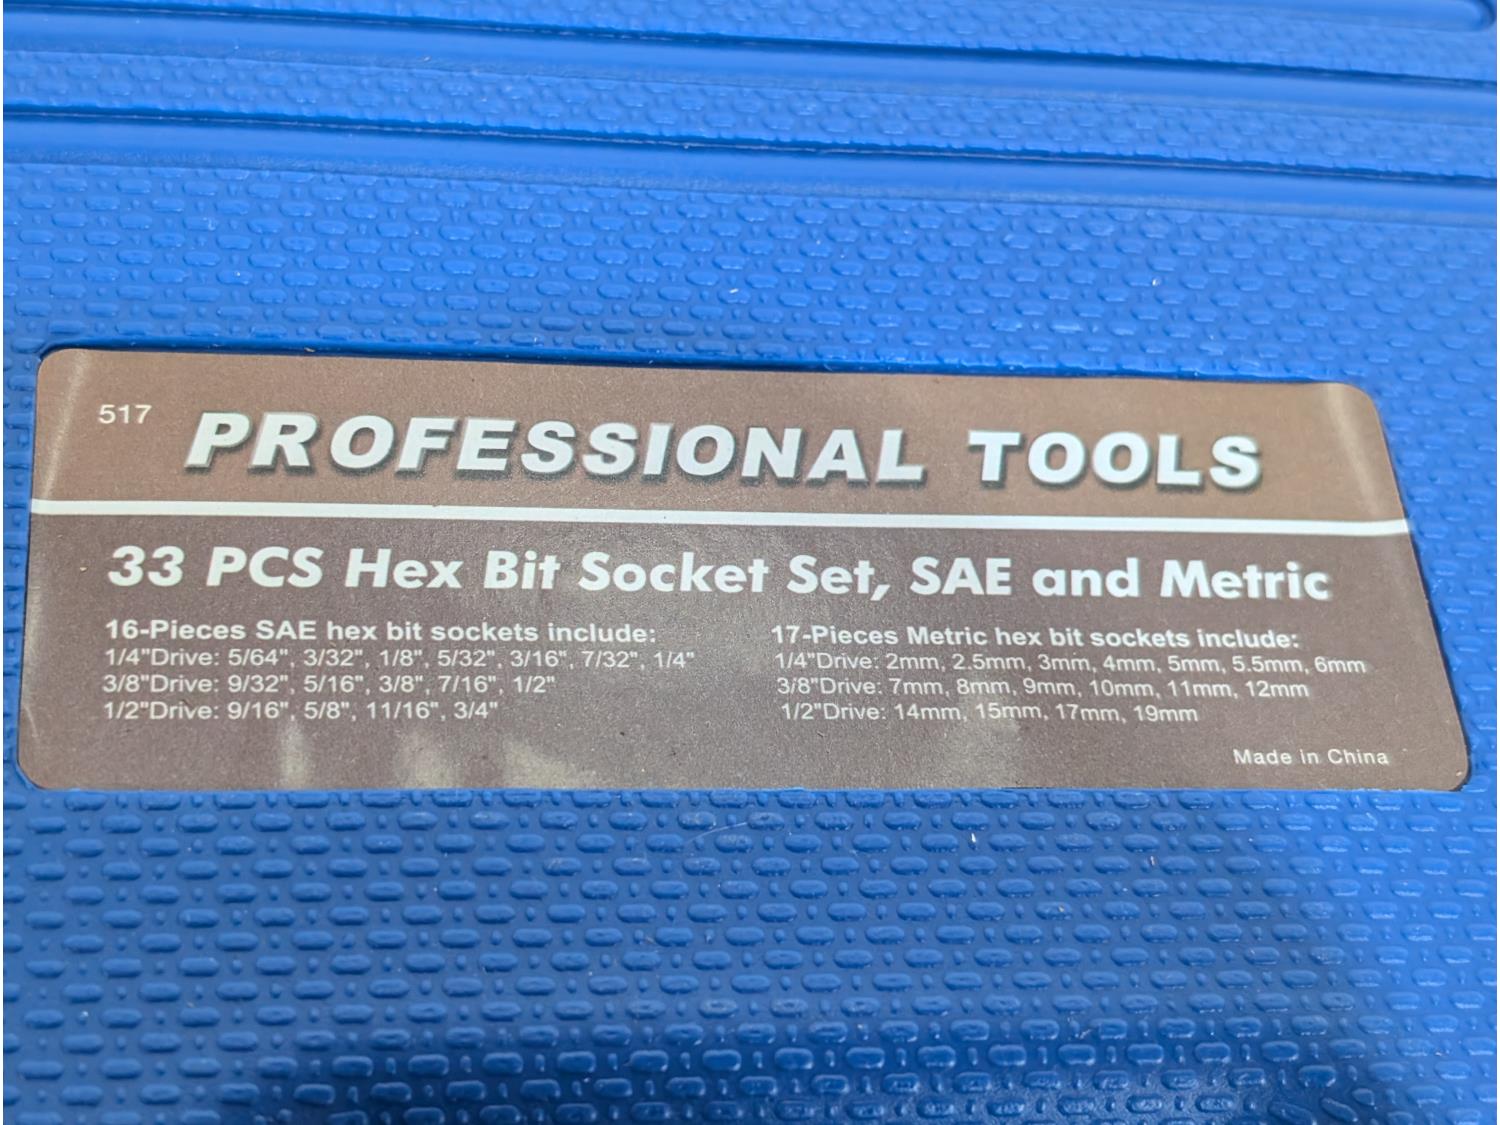 517
PROFESSIONAL TOOLS
33 PCS Hex Bit Socket Set, SAE and Metric
16-Pieces SAE hex bit sockets include:
1/4"Drive: 5/64", 3/32", 1/8", 5/32", 3/16", 7/32", 1/4"
3/8"Drive: 9/32", 5/16", 3/8", 7/16", 1/2"
1/2"Drive: 9/16", 5/8", 11/16", 3/4"
17-Pieces Metric hex bit sockets include:
1/4"Drive: 2mm, 2.5mm, 3mm, 4mm, 5mm, 5.5mm, 6mm
3/8"Drive: 7mm, 8mm, 9mm, 10mm, 11mm, 12mm
1/2"Drive: 14mm, 15mm, 17mm, 19mm
Made in China